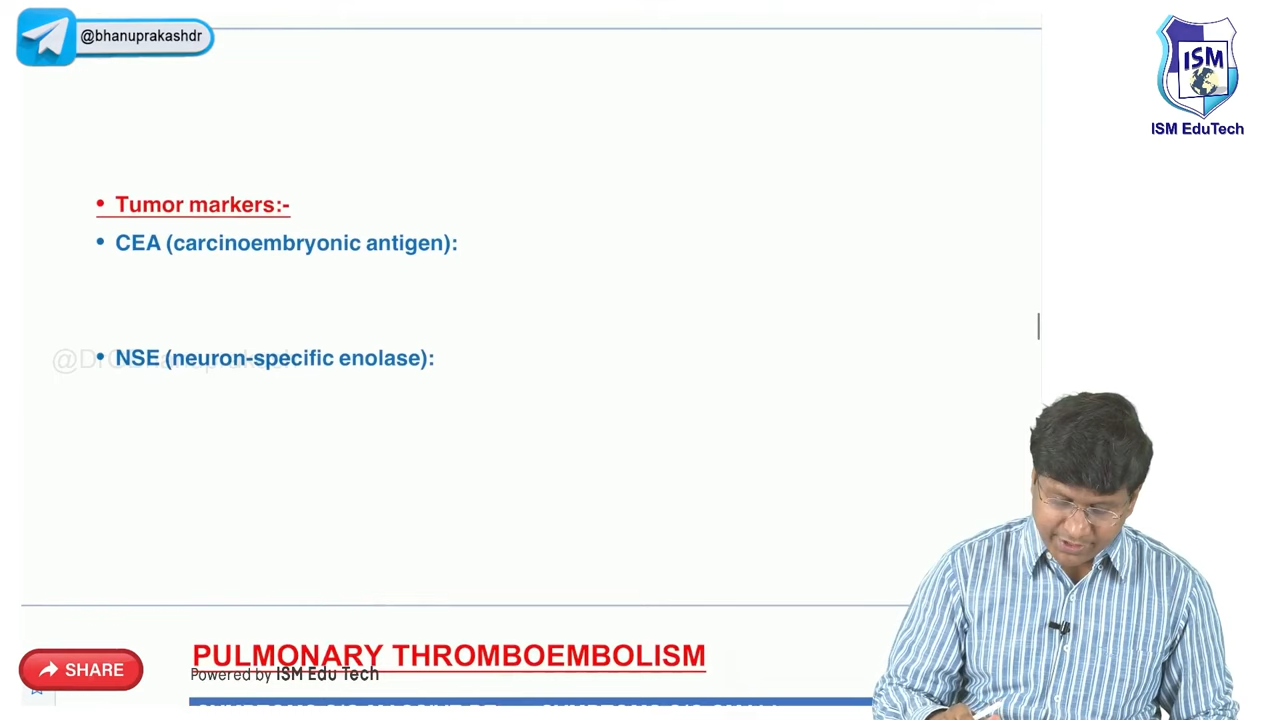 @bhanuprakashdr
ISM
ISM EduTech
• Tumor markers:-
• CEA (carcinoembryonic antigen):
• NSE (neuron-specific enolase):
PULMONARY THROMBOEMBOLISM
SHARE
Powered by ISM Edu Tech